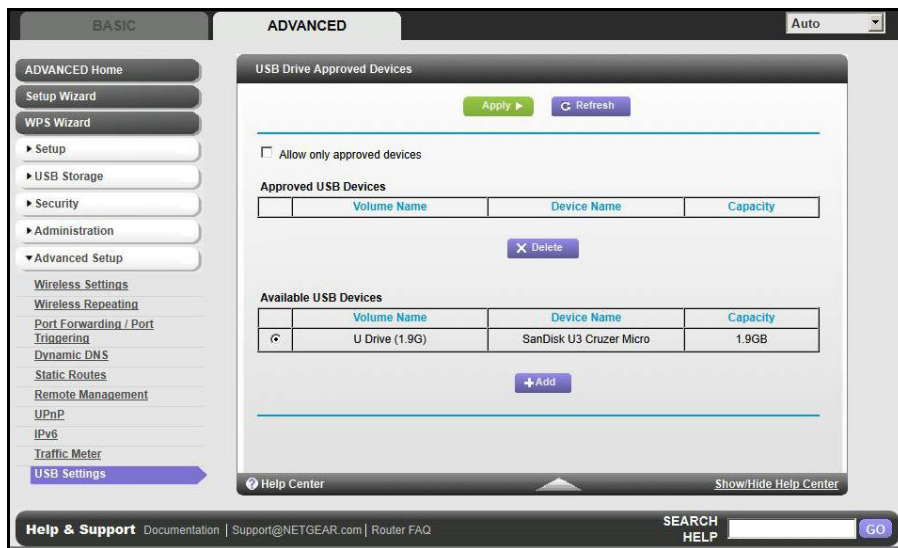 BASIC
ADVANCED
Auto
ADVANCED Home
Setup Wizard
WPS Wizard
Setup
USB Storage
Security
Administration
Advanced Setup
Wireless Settings
Wireless Repeating
Port Forwarding / Port
Triggering
Dynamic DNS
Static Routes
Remote Management
UPnP
IPv6
Traffic Meter
USB Settings
USB Drive Approved Devices
Apply
Refresh
Allow only approved devices
Approved USB Devices
Volume Name Device Name Capacity
Delete
Available USB Devices
Volume Name Device Name Capacity
U Drive (1.9G) SanDisk U3 Cruzer Micro 1.9GB
Add
Help Center
Show/Hide Help Center
Help & Support Documentation | Support@NETGEAR.com | Router FAQ
SEARCH
HELP
GO